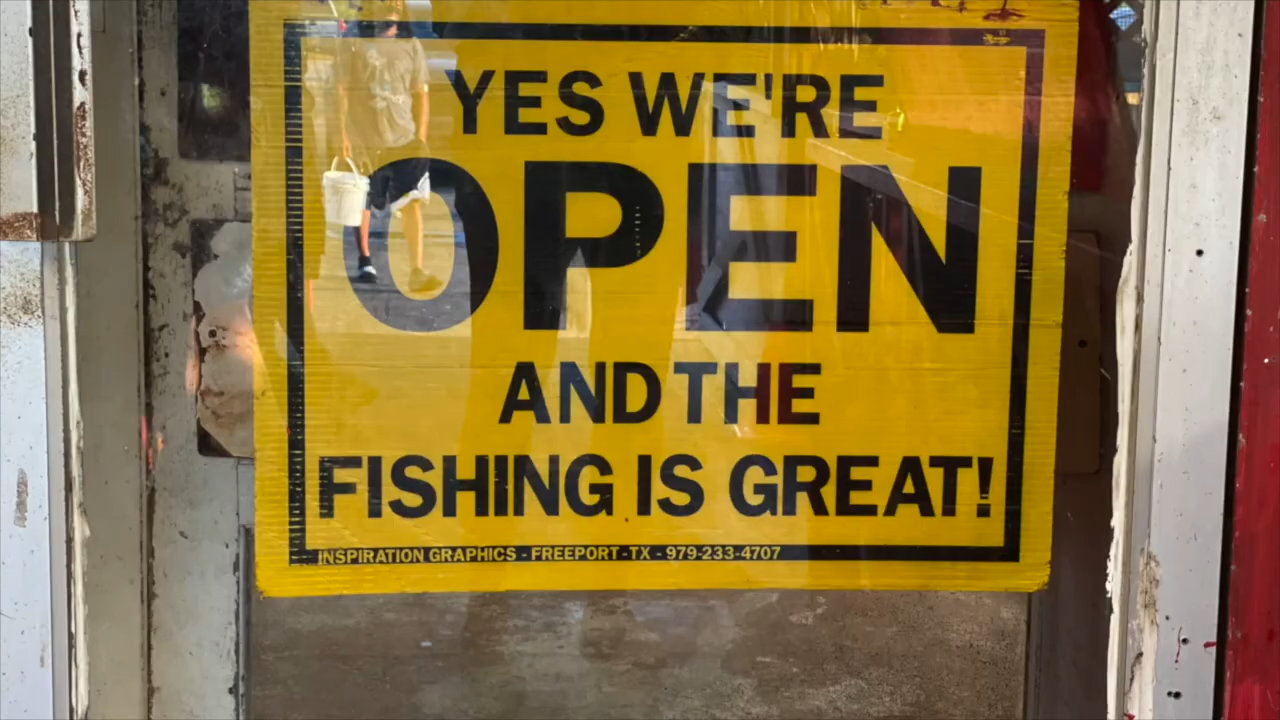 YES WE'RE
OPEN
AND THE
FISHING IS GREAT!
INSPIRATION GRAPHICS - FREEPORT - TX - 979-233-4707